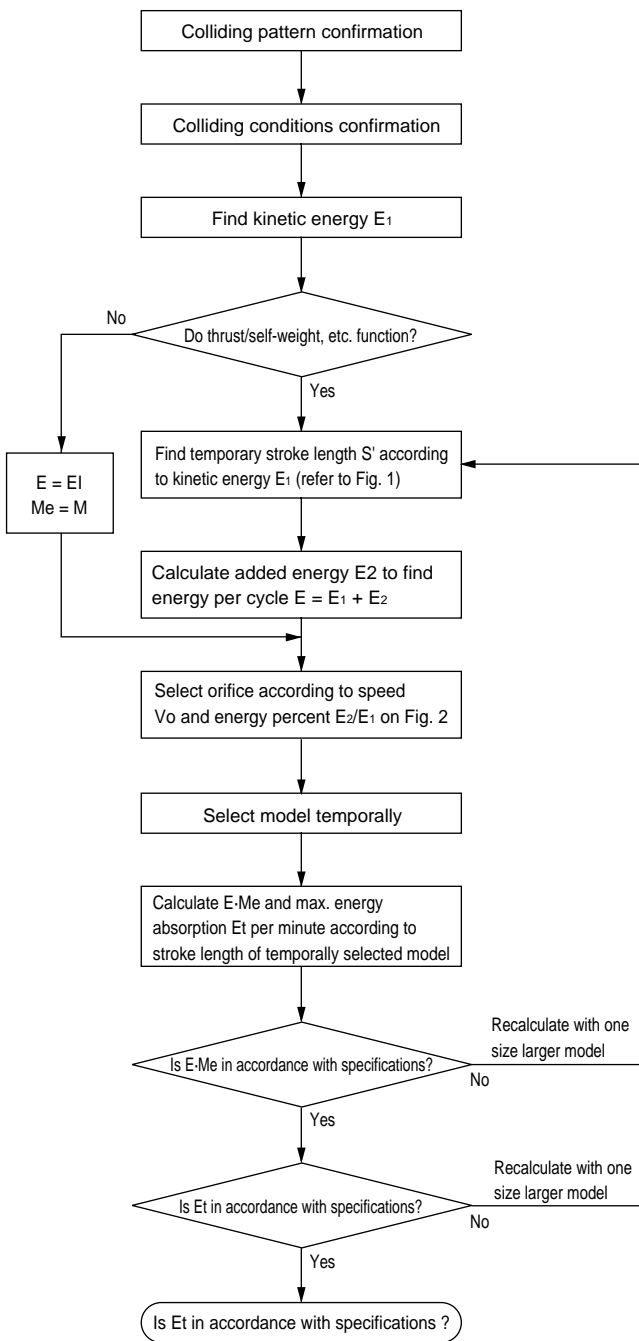 Colliding pattern confirmation
Colliding conditions confirmation
Find kinetic energy E₁
No
Do thrust/self-weight, etc. function?
Yes
Find temporary stroke length S' according
to kinetic energy E₁ (refer to Fig. 1)
E = EI
Me = M
Calculate added energy E2 to find
energy per cycle E = E₁ + E₂
Select orifice according to speed
Vo and energy percent E₂/E₁ on Fig. 2
Select model temporally
Calculate E·Me and max. energy
absorption Et per minute according to
stroke length of temporally selected model
Is E·Me in accordance with specifications?
Recalculate with one
size larger model
No
Yes
Is Et in accordance with specifications?
Recalculate with one
size larger model
No
Yes
Is Et in accordance with specifications ?